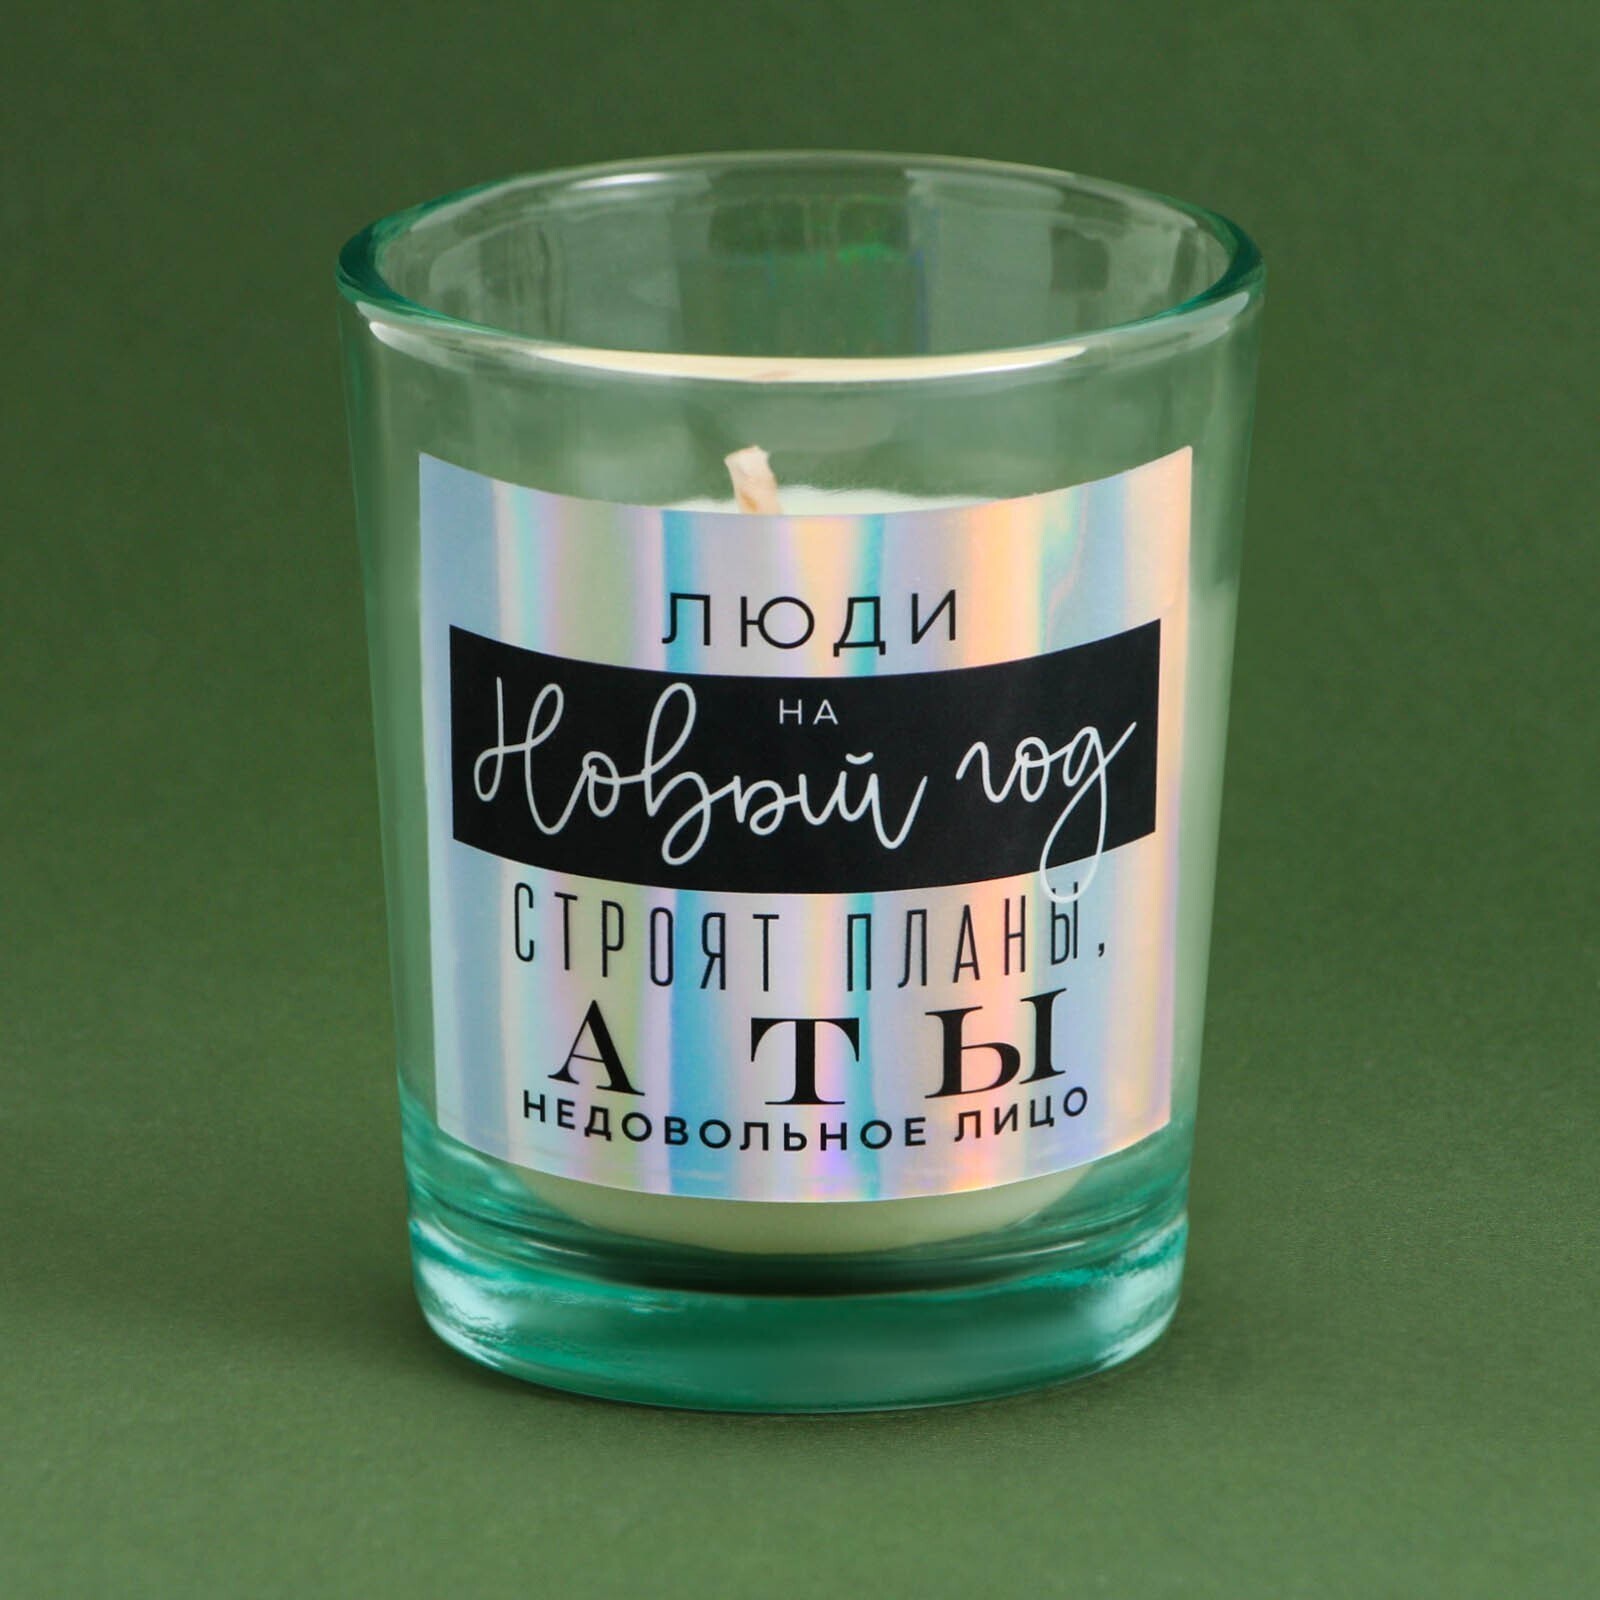 ЛЮДИ
НА
Новый год
СТРОЯТ ПЛАНЫ,
А ТЫ
НЕДОВОЛЬНОЕ ЛИЦО